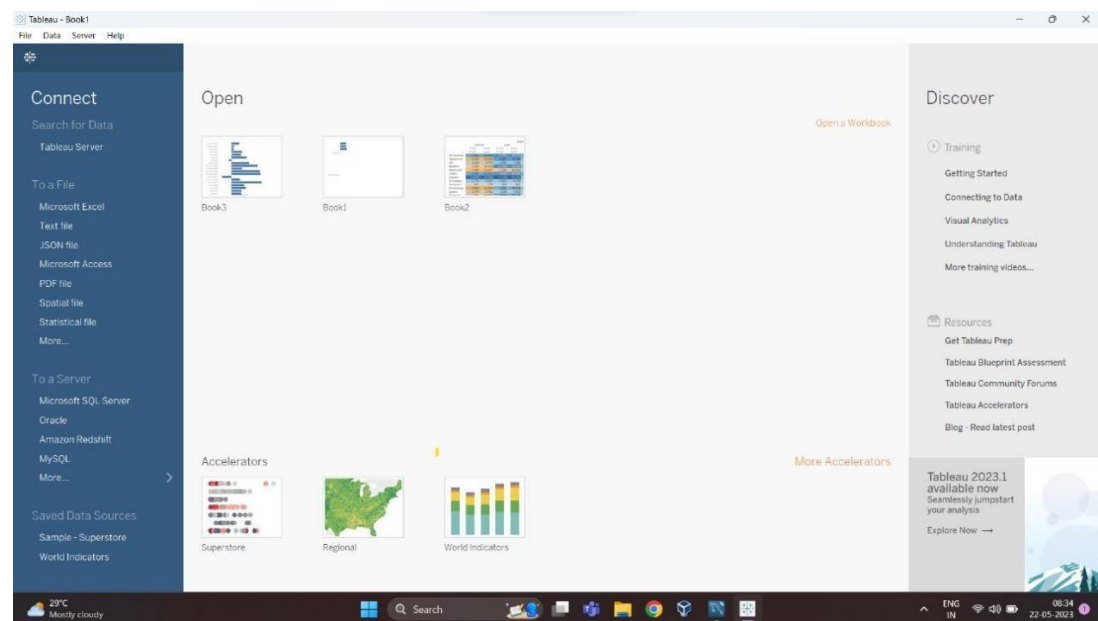 Tableau - Book1
File Data Server Help
Connect
Search for Data
Tableau Server
To a File
Microsoft Excel
Text file
JSON file
Microsoft Access
PDF file
Spatial file
Statistical file
More...
To a Server
Microsoft SQL Server
Oracle
Amazon Redshift
MySQL
More...
Saved Data Sources
Sample - Superstore
World Indicators
Open
Open a Workbook
Book3 Book1 Book2
Accelerators
More Accelerators
Superstore Regional World Indicators
Discover
Training
Getting Started
Connecting to Data
Visual Analytics
Understanding Tableau
More training videos...
Resources
Get Tableau Prep
Tableau Blueprint Assessment
Tableau Community Forums
Tableau Accelerators
Blog - Read latest post
Tableau 2023.1
available now
Seamlessly jumpstart
your analysis
Explore Now →
29°C
Mostly cloudy
Search
ENG
IN
08:34
22-05-2023
1